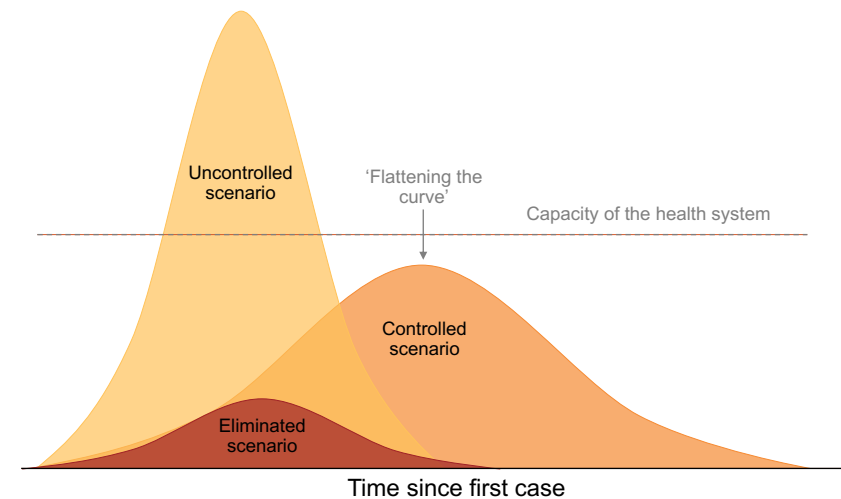 Uncontrolled
scenario
‘Flattening the
curve’
Capacity of the health system
Controlled
scenario
Eliminated
scenario
Time since first case